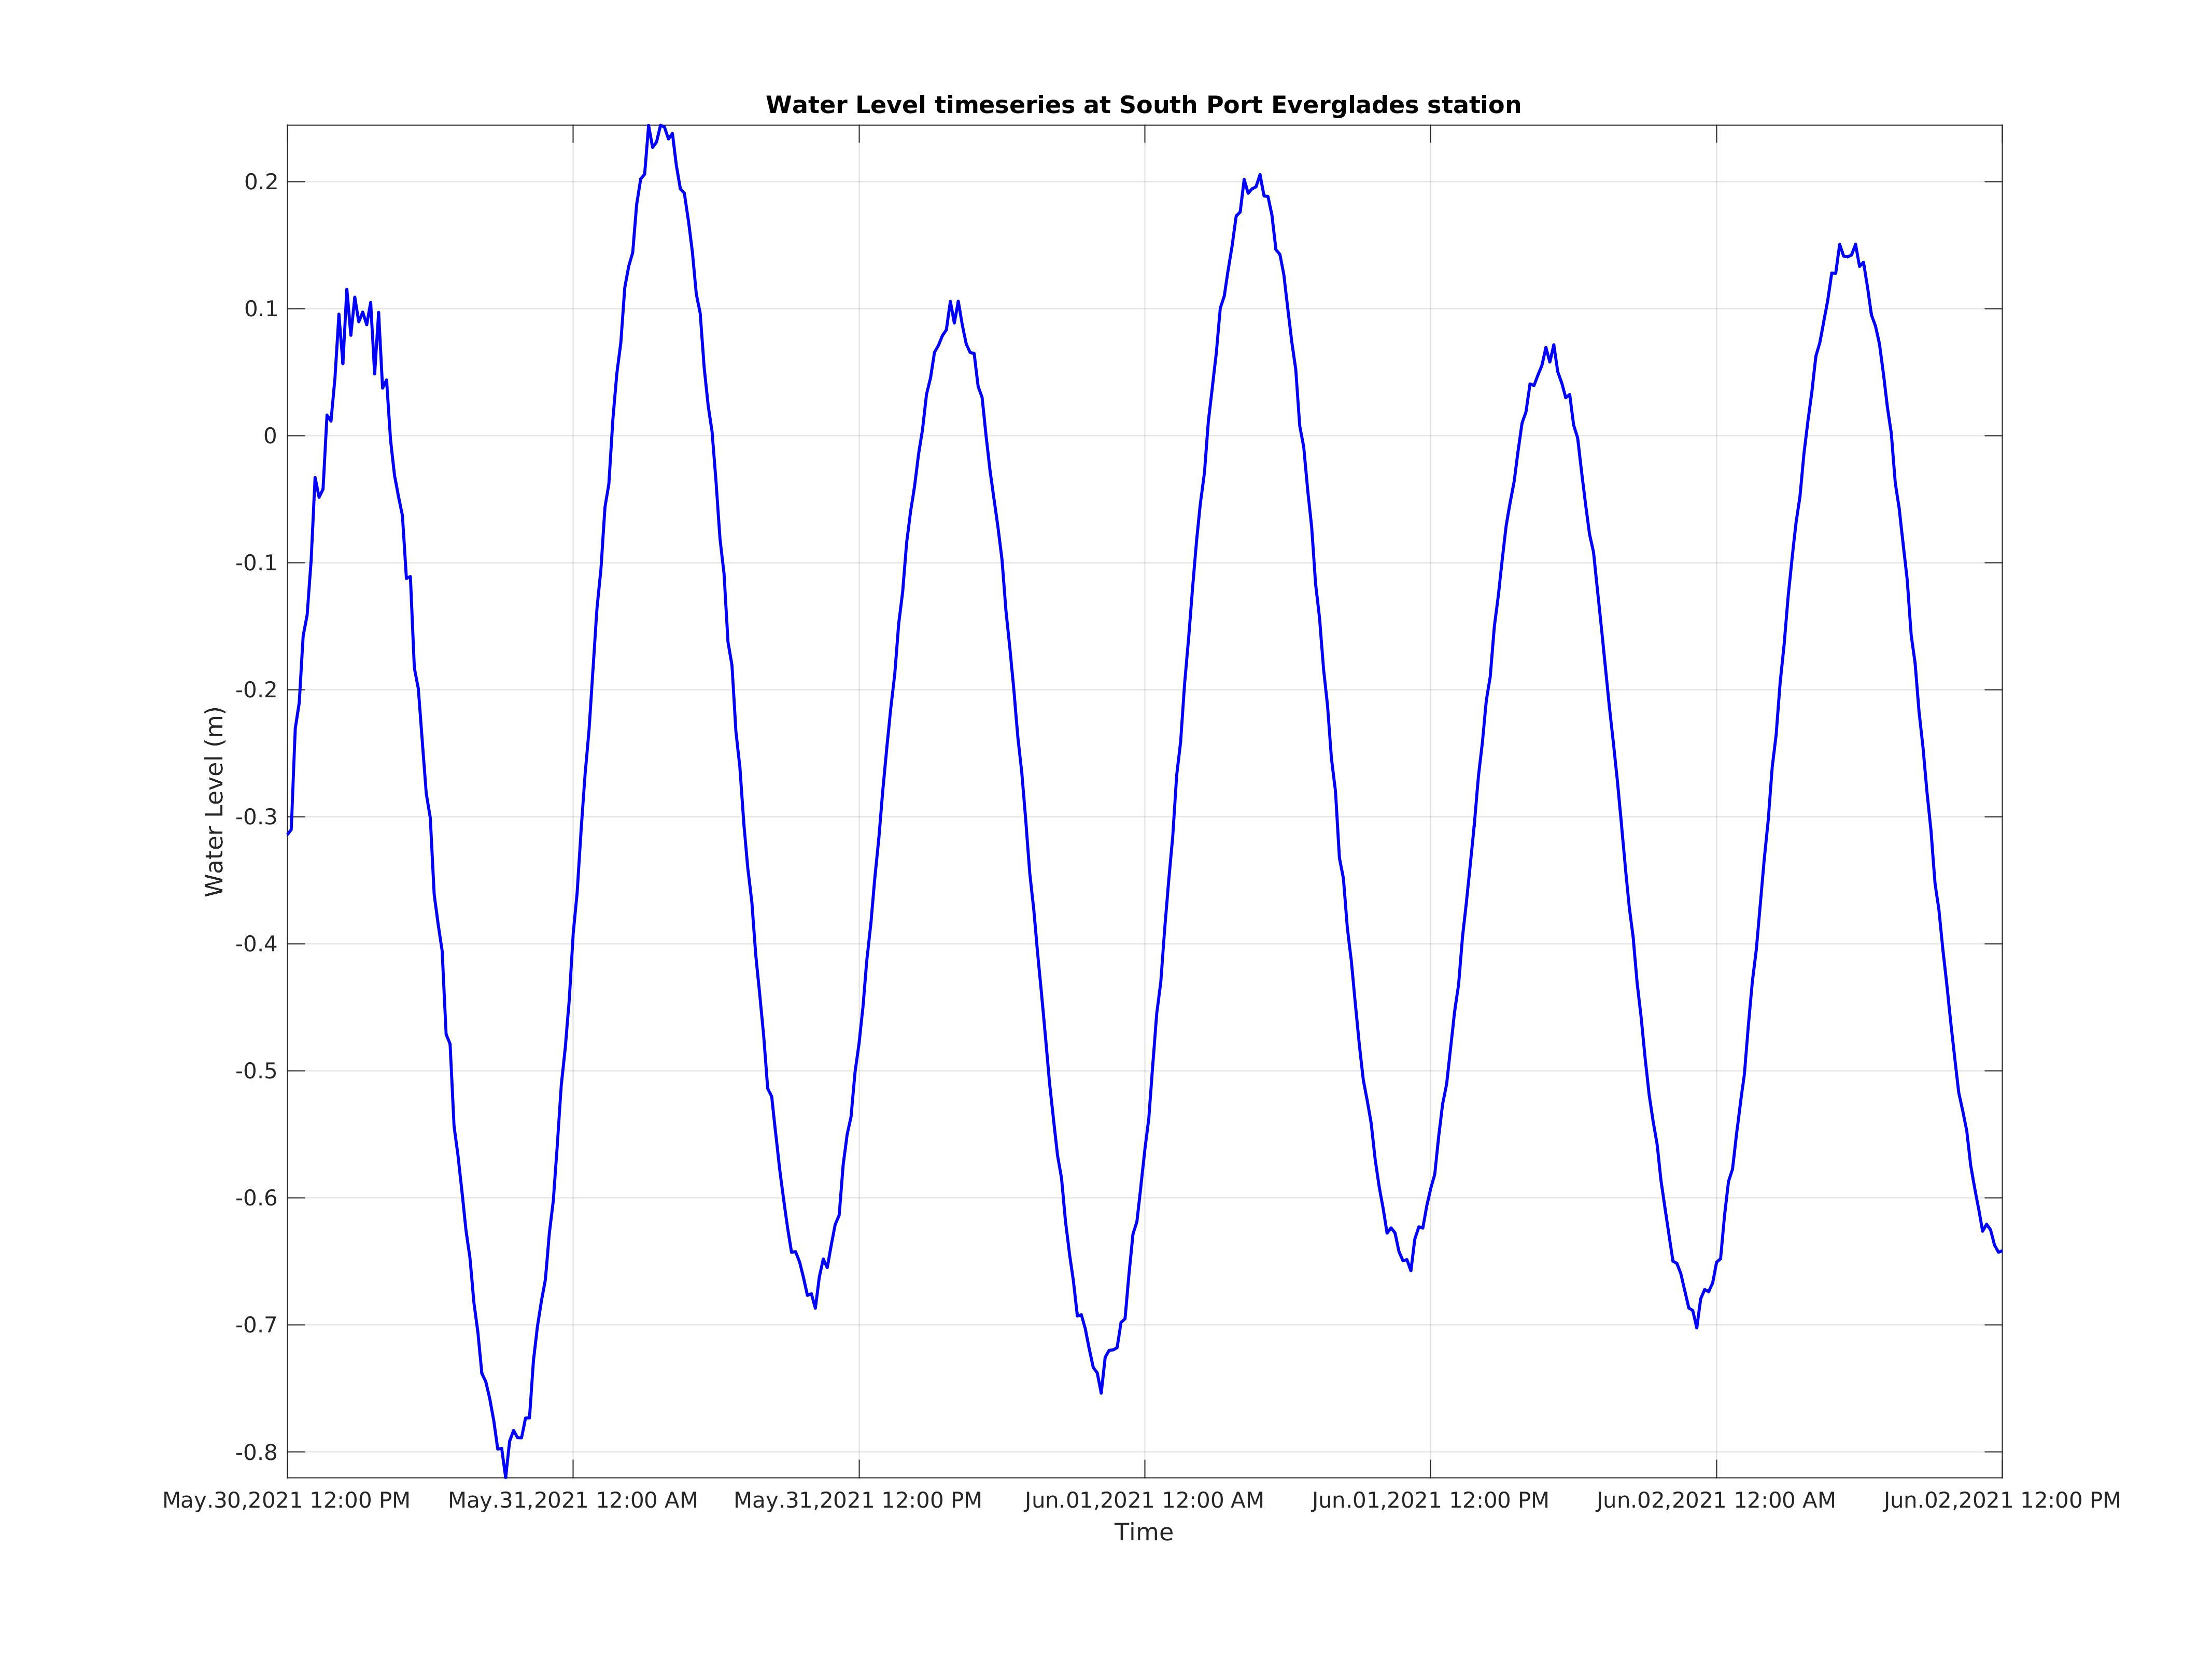 Water Level timeseries at South Port Everglades station
0.2
0.1
0
-0.1
-0.2
-0.3
-0.4
-0.5
-0.6
-0.7
-0.8
Water Level (m)
May.30,2021 12:00 PM May.31,2021 12:00 AM May.31,2021 12:00 PM Jun.01,2021 12:00 AM Jun.01,2021 12:00 PM Jun.02,2021 12:00 AM Jun.02,2021 12:00 PM
Time